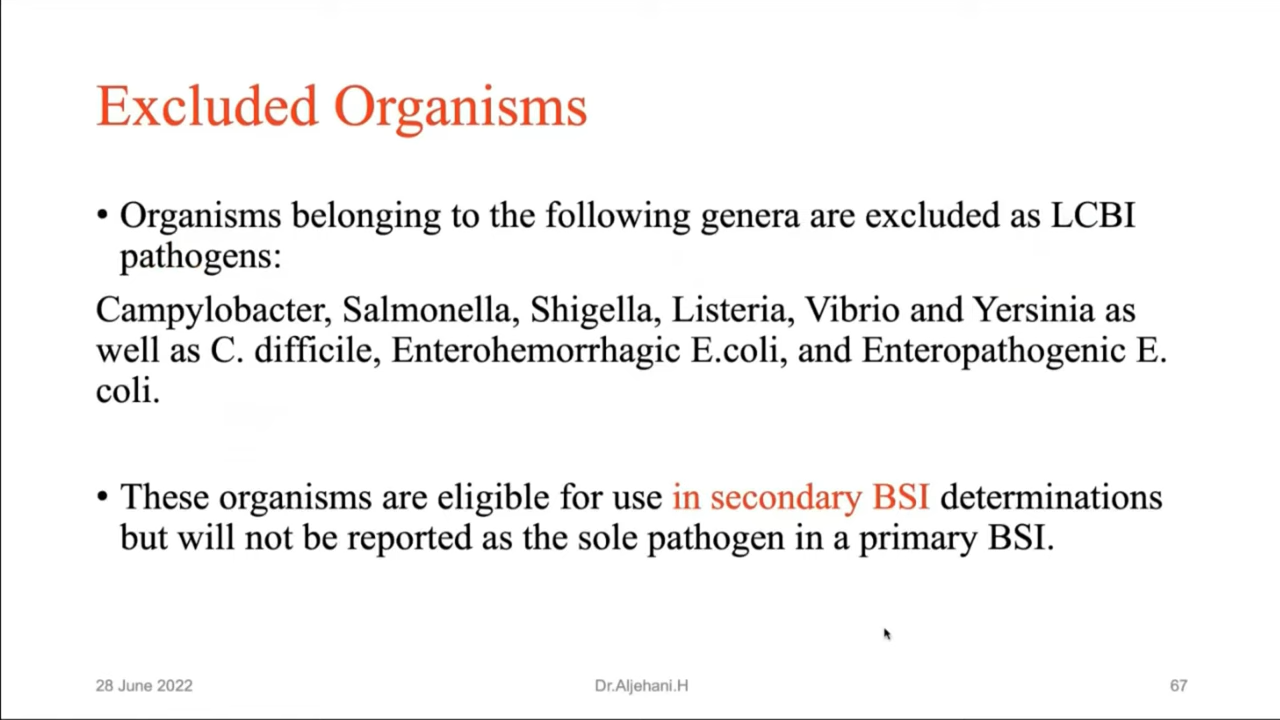 Excluded Organisms
• Organisms belonging to the following genera are excluded as LCBI
pathogens:
Campylobacter, Salmonella, Shigella, Listeria, Vibrio and Yersinia as
well as C. difficile, Enterohemorrhagic E.coli, and Enteropathogenic E.
coli.
• These organisms are eligible for use in secondary BSI determinations
but will not be reported as the sole pathogen in a primary BSI.
28 June 2022
Dr.Aljehani.H
67